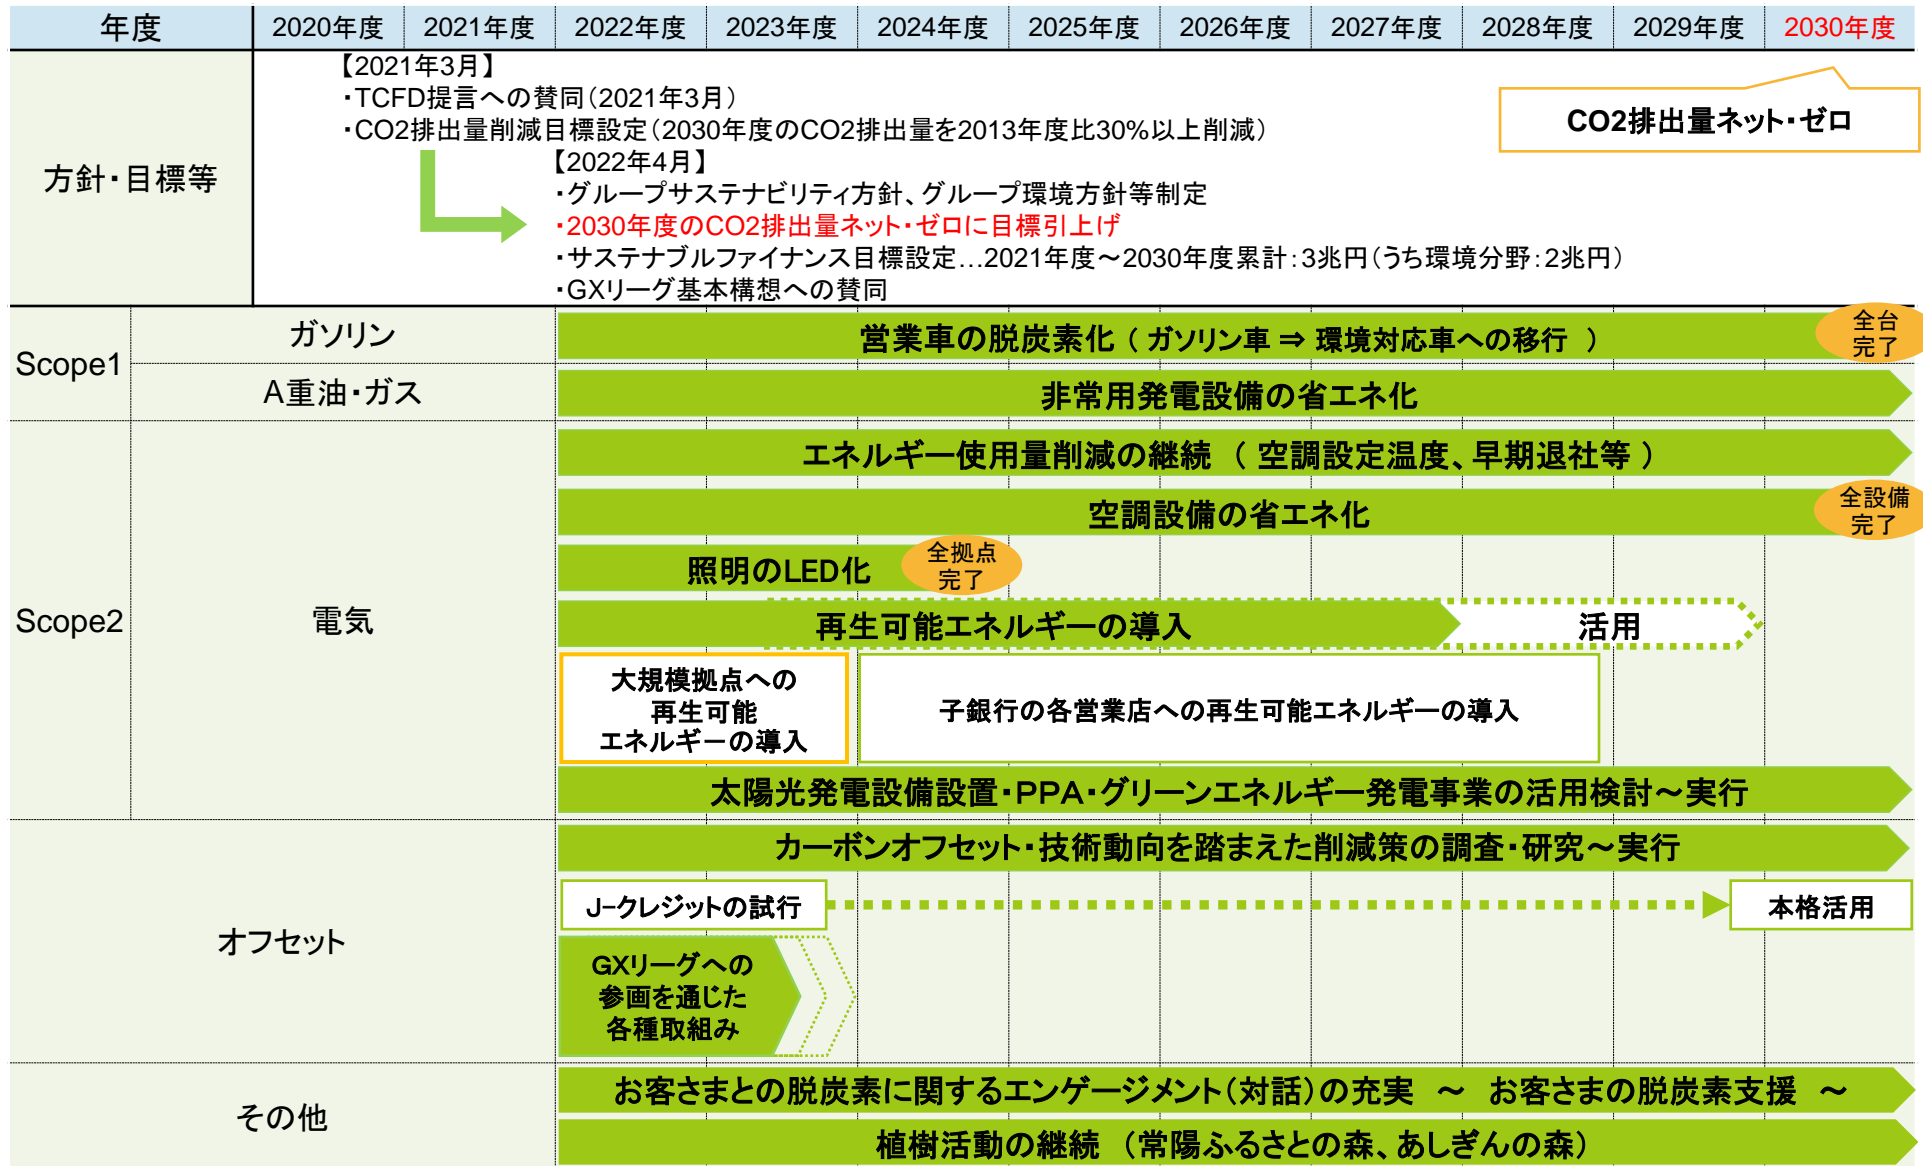 年度 2020年度 2021年度 2022年度 2023年度 2024年度 2025年度 2026年度 2027年度 2028年度 2029年度 2030年度
方針・目標等
【2021年3月】
・TCFD提言への賛同（2021年3月）
・CO2排出量削減目標設定（2030年度のCO2排出量を2013年度比30%以上削減）
【2022年4月】
・グループサステナビリティ方針、グループ環境方針等制定
・2030年度のCO2排出量ネット・ゼロに目標引上げ
・サステナブルファイナンス目標設定…2021年度～2030年度累計：3兆円（うち環境分野：2兆円）
・GXリーグ基本構想への賛同
CO2排出量ネット・ゼロ
Scope1
ガソリン
営業車の脱炭素化（ ガソリン車 ⇒ 環境対応車への移行 ）
全台
完了
A重油・ガス
非常用発電設備の省エネ化
Scope2
電気
エネルギー使用量削減の継続 （ 空調設定温度、早期退社等 ）
空調設備の省エネ化
全設備
完了
照明のLED化
全拠点
完了
再生可能エネルギーの導入
活用
大規模拠点への
再生可能
エネルギーの導入
子銀行の各営業店への再生可能エネルギーの導入
太陽光発電設備設置・PPA・グリーンエネルギー発電事業の活用検討～実行
オフセット
カーボンオフセット・技術動向を踏まえた削減策の調査・研究～実行
J-クレジットの試行
本格活用
GXリーグへの
参画を通じた
各種取組み
その他
お客さまとの脱炭素に関するエンゲージメント（対話）の充実 ～ お客さまの脱炭素支援 ～
植樹活動の継続 （常陽ふるさとの森、あしぎんの森）